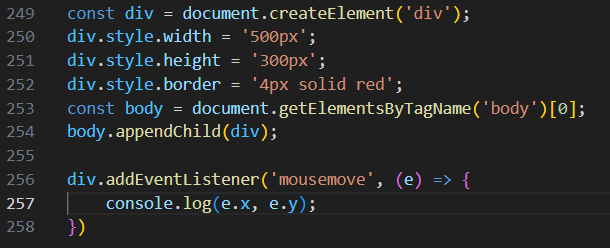 249 const div = document.createElement('div');
250 div.style.width = '500px';
251 div.style.height = '300px';
252 div.style.border = '4px solid red';
253 const body = document.getElementsByTagName('body')[0];
254 body.appendChild(div);
255
256 div.addEventListener('mousemove', (e) => {
257     console.log(e.x, e.y);
258 })